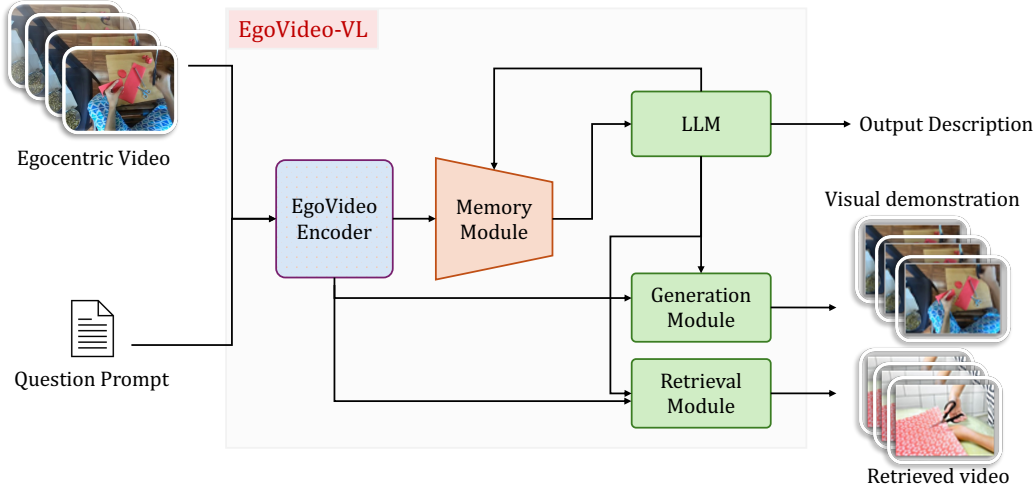 EgoVideo-VL
Egocentric Video
Question Prompt
EgoVideo
Encoder
Memory
Module
LLM
Output Description
Visual demonstration
Generation
Module
Retrieval
Module
Retrieved video